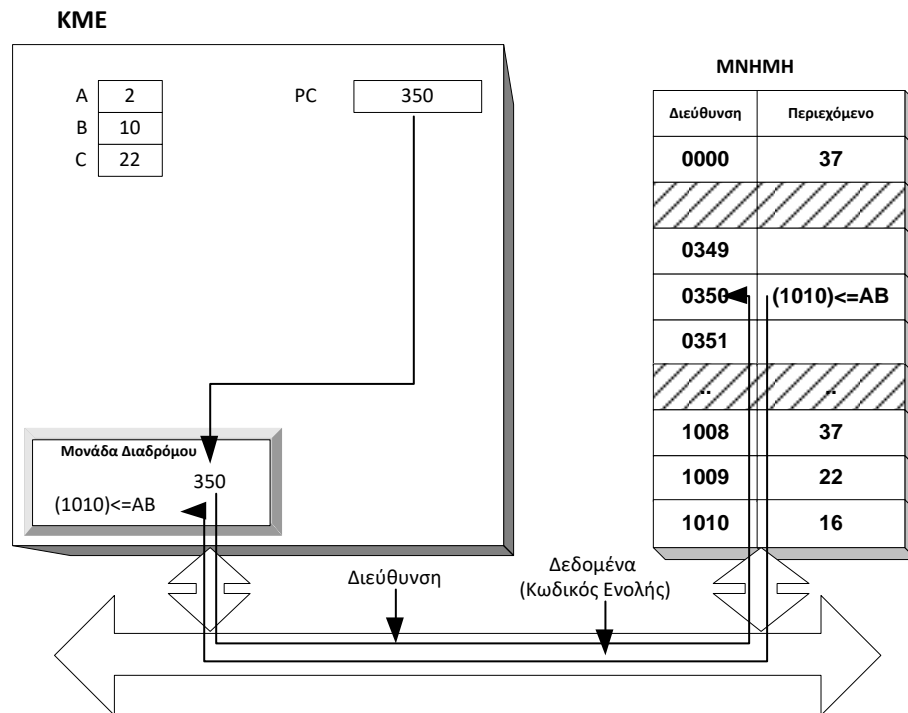 ΚΜΕ
A 2
B 10
C 22
PC 350
Μονάδα Διαδρόμου
350
(1010)<=AB
ΜΝΗΜΗ
Διεύθυνση Περιεχόμενο
0000 37
0349
0350 (1010)<=AB
0351
.. ..
1008 37
1009 22
1010 16
Διεύθυνση
Δεδομένα
(Κωδικός Ενολής)